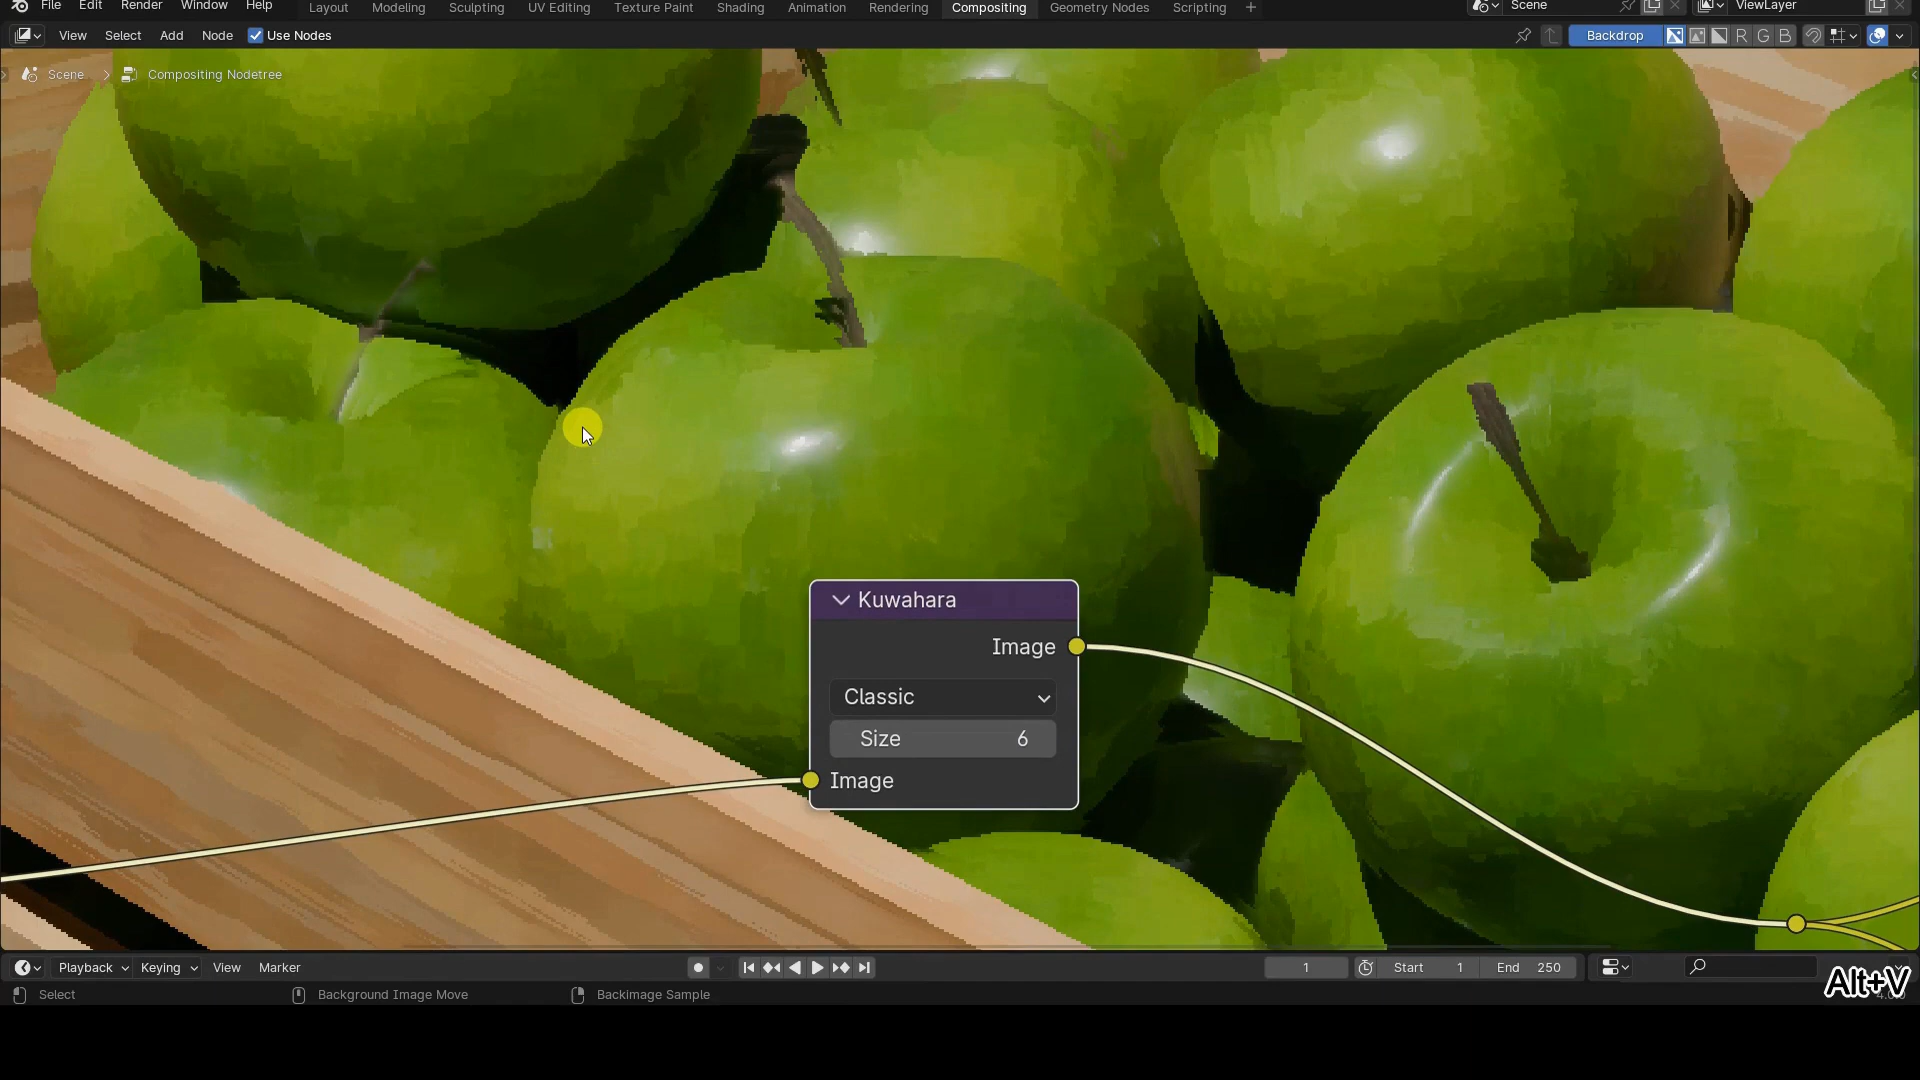 File Edit Render Window Help Layout Modeling Sculpting UV Editing Texture Paint Shading Animation Rendering Compositing Geometry Nodes Scripting + Scene ViewLayer
View Select Add Node Use Nodes Backdrop R G B
Scene > Compositing Nodetree
Kuwahara
Image
Classic
Size 6
Image
Playback Keying View Marker 1 Start 1 End 250
Alt+V
Select Background Image Move Backimage Sample